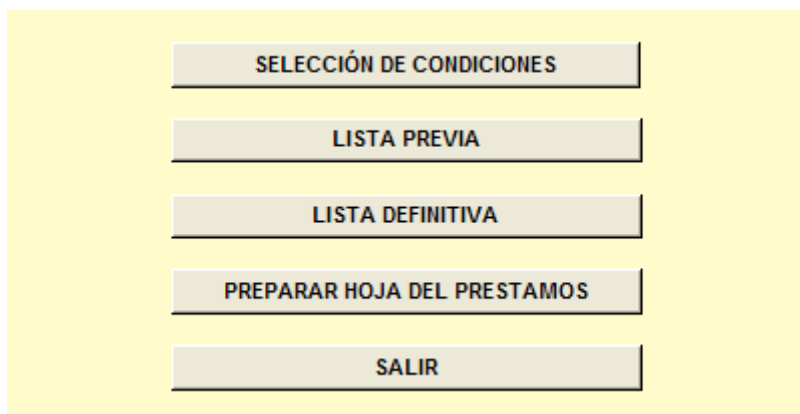 SELECCIÓN DE CONDICIONES
LISTA PREVIA
LISTA DEFINITIVA
PREPARAR HOJA DEL PRESTAMOS
SALIR